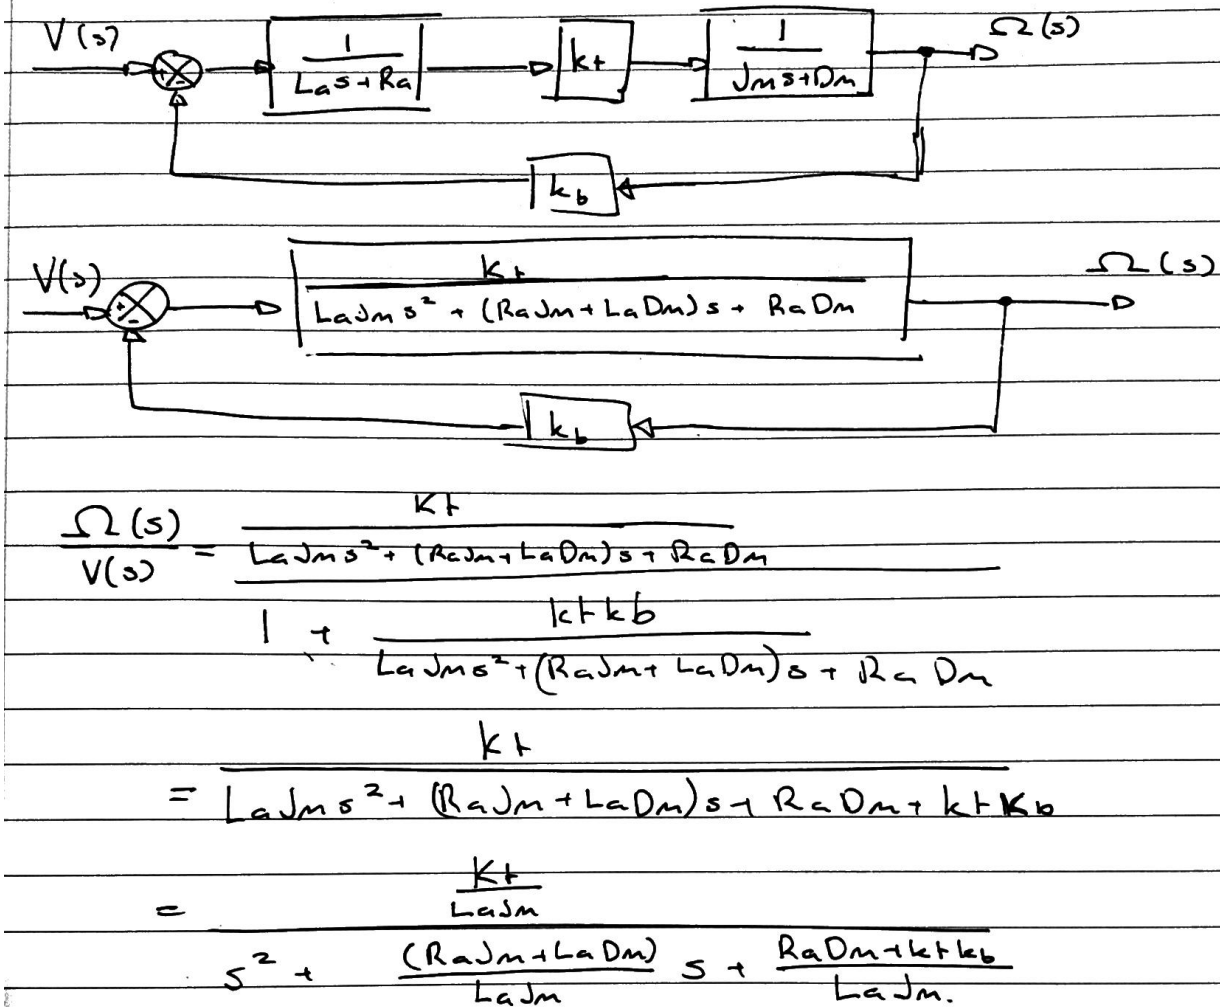 V(s) + - 1/(Las+Ra) kt 1/(Jms+Dm) Ω(s)
kb
V(s) + - kt/(LaJms² + (RaJm+LaDm)s + RaDm) Ω(s)
kb
Ω(s)/V(s) = kt/(LaJms² + (RaJm+LaDm)s + RaDm)
1 + ktkb/(LaJms² + (RaJm+LaDm)s + RaDm)
= kt/(LaJms² + (RaJm+LaDm)s + RaDm + ktKb)
= kt/LaJm
s² + (RaJm+LaDm)/LaJm s + RaDm+ktkb/LaJm.